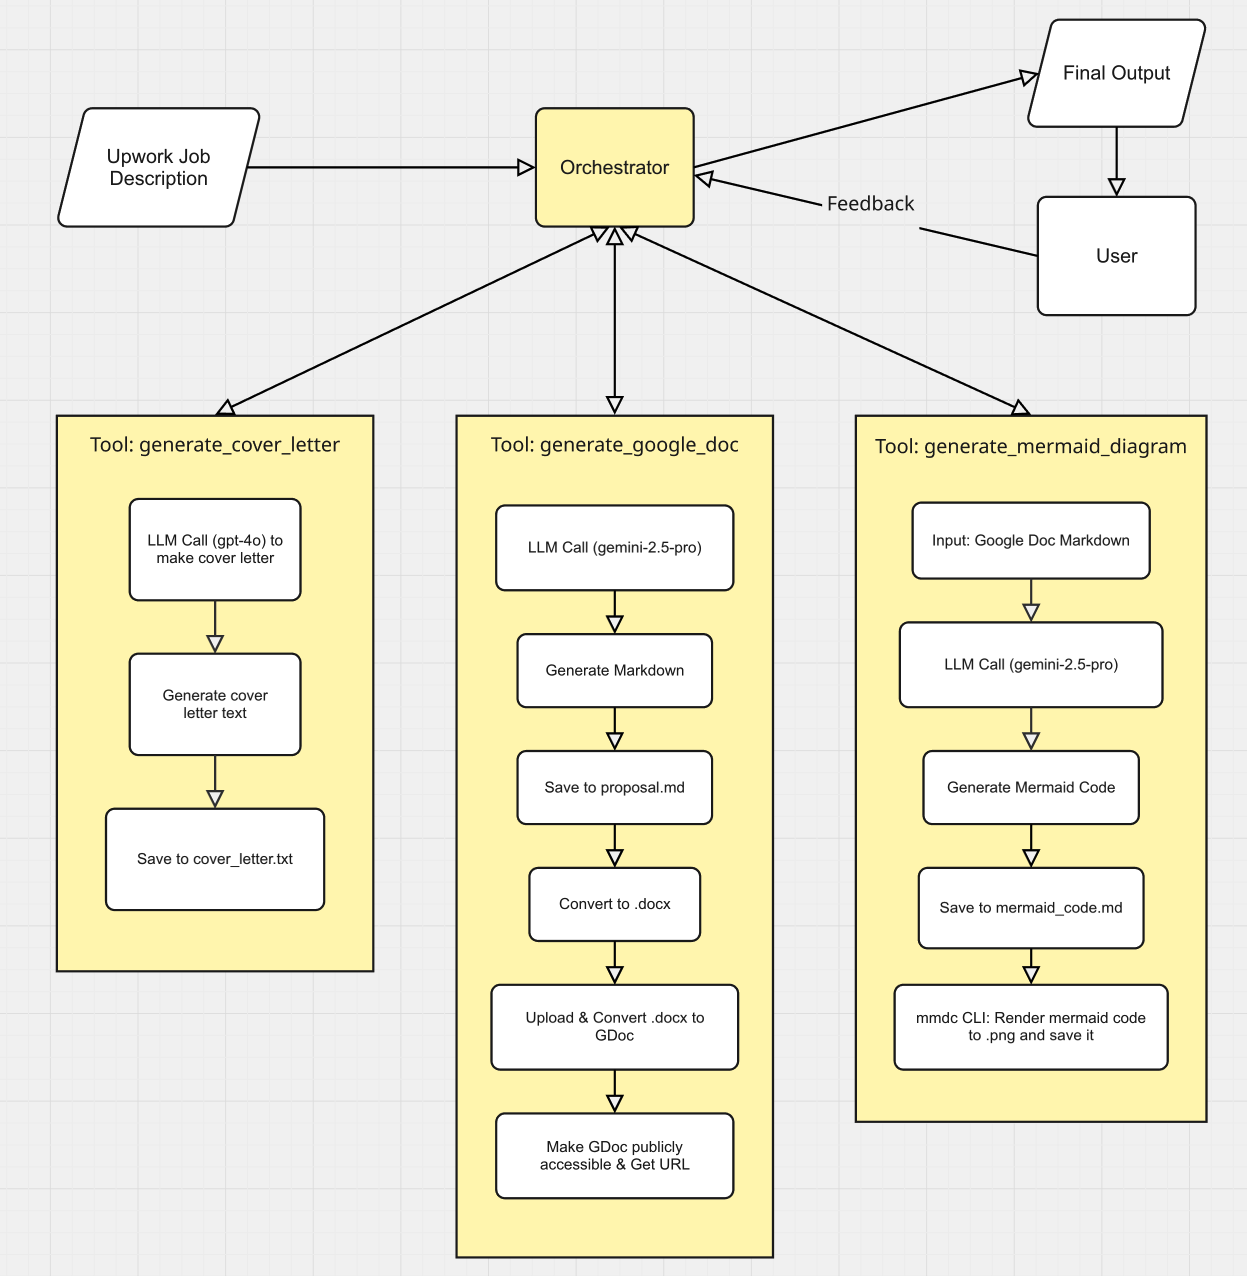 Final Output
Upwork Job
Description
Orchestrator
Feedback
User
Tool: generate_cover_letter
LLM Call (gpt-4o) to
make cover letter
Generate cover
letter text
Save to cover_letter.txt
Tool: generate_google_doc
LLM Call (gemini-2.5-pro)
Generate Markdown
Save to proposal.md
Convert to .docx
Upload & Convert .docx to
GDoc
Make GDoc publicly
accessible & Get URL
Tool: generate_mermaid_diagram
Input: Google Doc Markdown
LLM Call (gemini-2.5-pro)
Generate Mermaid Code
Save to mermaid_code.md
mmdc CLI: Render mermaid code
to .png and save it